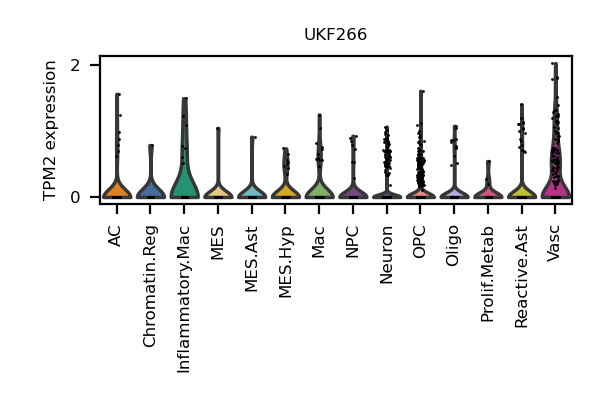 UKF266
TPM2 expression
2
0
AC
Chromatin.Reg
Inflammatory.Mac
MES
MES.Ast
MES.Hyp
Mac
NPC
Neuron
OPC
Oligo
Prolif.Metab
Reactive.Ast
Vasc